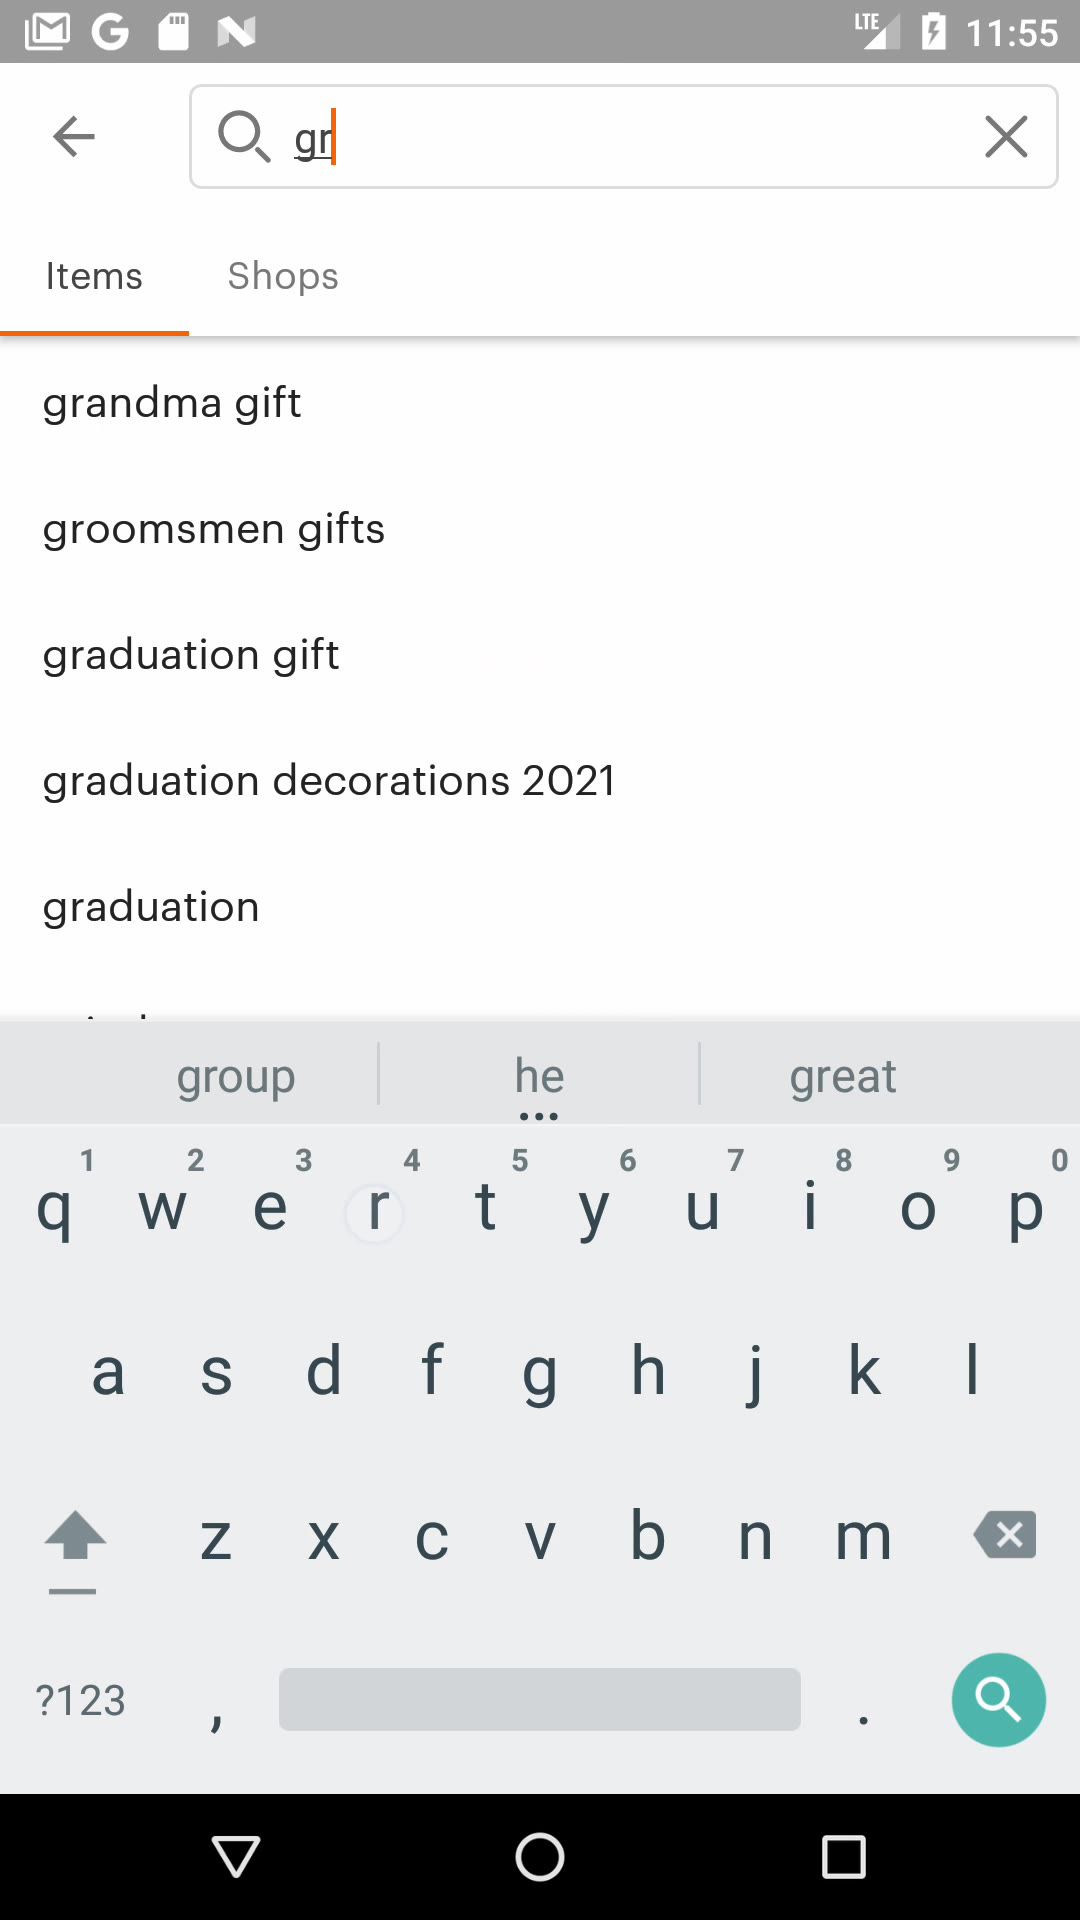 LTE 11:55
gr
Items Shops
grandma gift
groomsmen gifts
graduation gift
graduation decorations 2021
graduation
group he great
1 2 3 4 5 6 7 8 9 0
q w e r t y u i o p
a s d f g h j k l
z x c v b n m
?123 , .